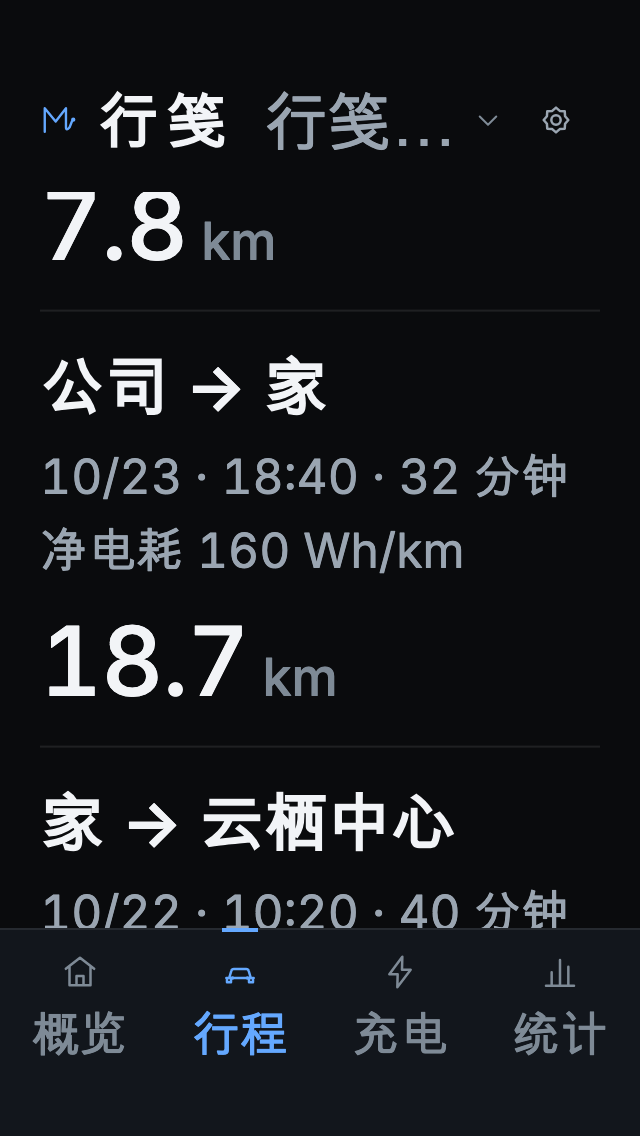 行笺 行笺...
7.8 km
公司 → 家
10/23 · 18:40 · 32 分钟
净电耗 160 Wh/km
18.7 km
家 → 云栖中心
10/22 · 10:20 · 40 分钟
概览 行程 充电 统计